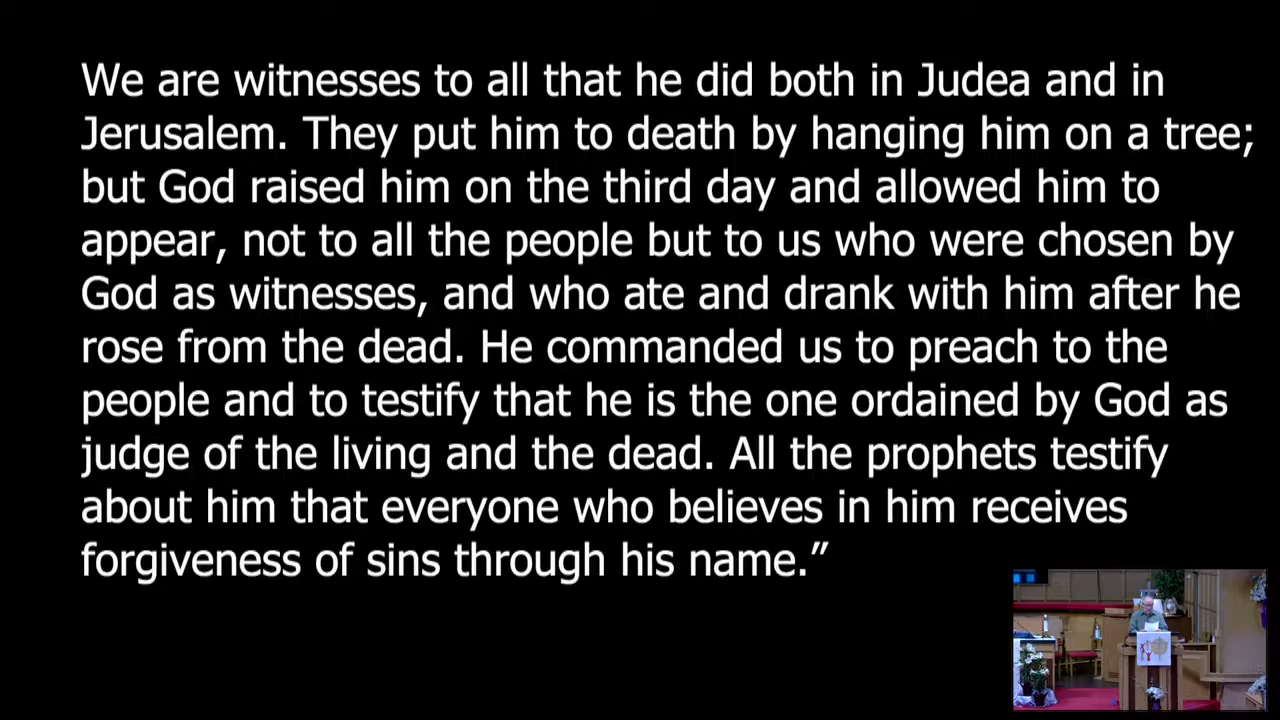 We are witnesses to all that he did both in Judea and in
Jerusalem. They put him to death by hanging him on a tree;
but God raised him on the third day and allowed him to
appear, not to all the people but to us who were chosen by
God as witnesses, and who ate and drank with him after he
rose from the dead. He commanded us to preach to the
people and to testify that he is the one ordained by God as
judge of the living and the dead. All the prophets testify
about him that everyone who believes in him receives
forgiveness of sins through his name.”